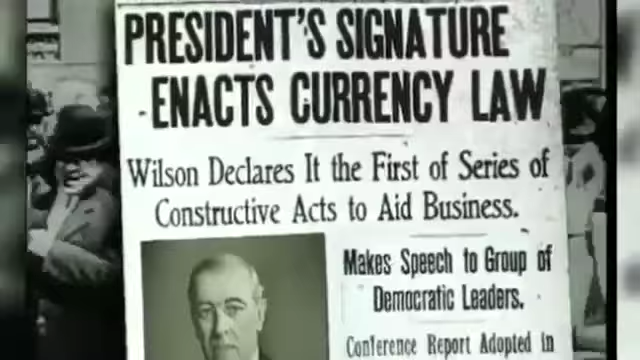 PRESIDENT'S SIGNATURE
-ENACTS CURRENCY LAW
Wilson Declares It the First of Series of
Constructive Acts to Aid Business.
Makes Speech to Group of
Democratic Leaders.
Conference Report Adopted in